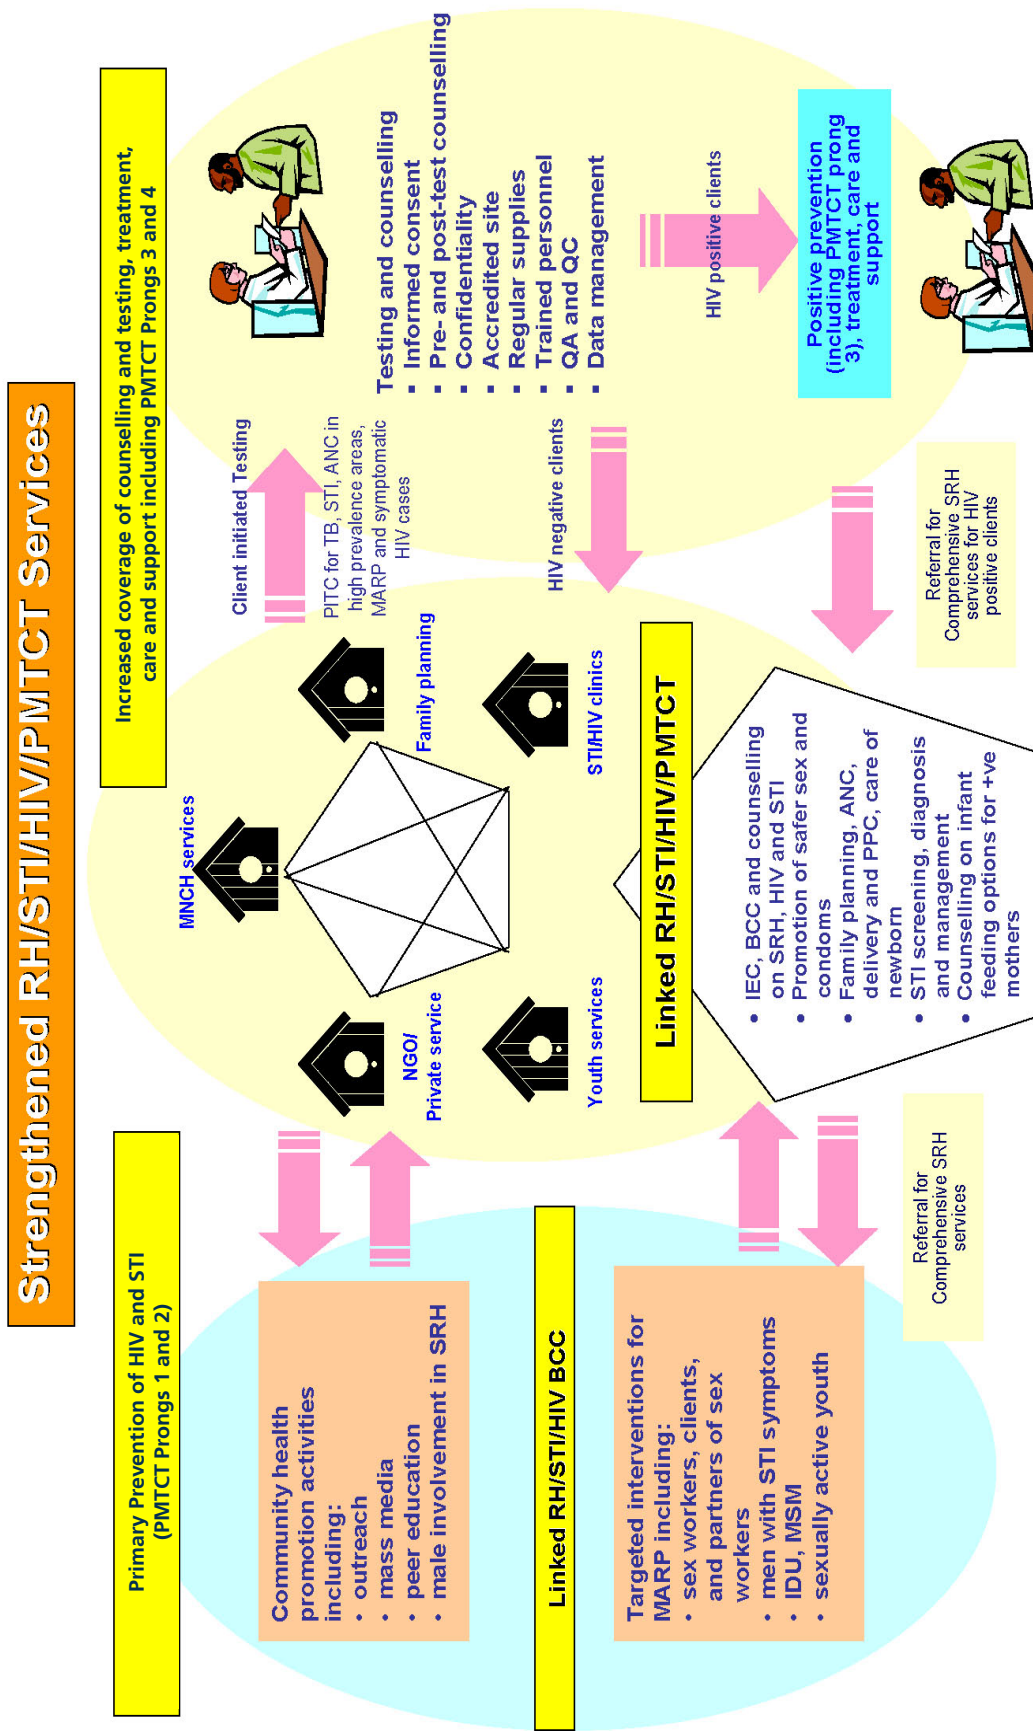 Strengthened RH/STI/HIV/PMTCT Services
Primary Prevention of HIV and STI
(PMTCT Prongs 1 and 2)
Increased coverage of counselling and testing, treatment,
care and support including PMTCT Prongs 3 and 4
Community health
promotion activities
including:
• outreach
• mass media
• peer education
• male involvement in SRH
Linked RH/STI/HIV BCC
Targeted interventions for
MARP including:
• sex workers, clients,
and partners of sex
workers
• men with STI symptoms
• IDU, MSM
• sexually active youth
Referral for
Comprehensive SRH
services
MNCH services
NGO/
Private service
Family planning
Youth services
STI/HIV clinics
Linked RH/STI/HIV/PMTCT
• IEC, BCC and counselling
on SRH, HIV and STI
• Promotion of safer sex and
condoms
• Family planning, ANC,
delivery and PPC, care of
newborn
• STI screening, diagnosis
and management
• Counselling on infant
feeding options for +ve
mothers
Client initiated Testing
PITC for TB, STI, ANC in
high prevalence areas,
MARP and symptomatic
HIV cases
HIV negative clients
Referral for
Comprehensive SRH
services for HIV
positive clients
Testing and counselling
▪ Informed consent
▪ Pre- and post-test counselling
▪ Confidentiality
▪ Accredited site
▪ Regular supplies
▪ Trained personnel
▪ QA and QC
▪ Data management
HIV positive clients
Positive prevention
(including PMTCT prong
3), treatment, care and
support